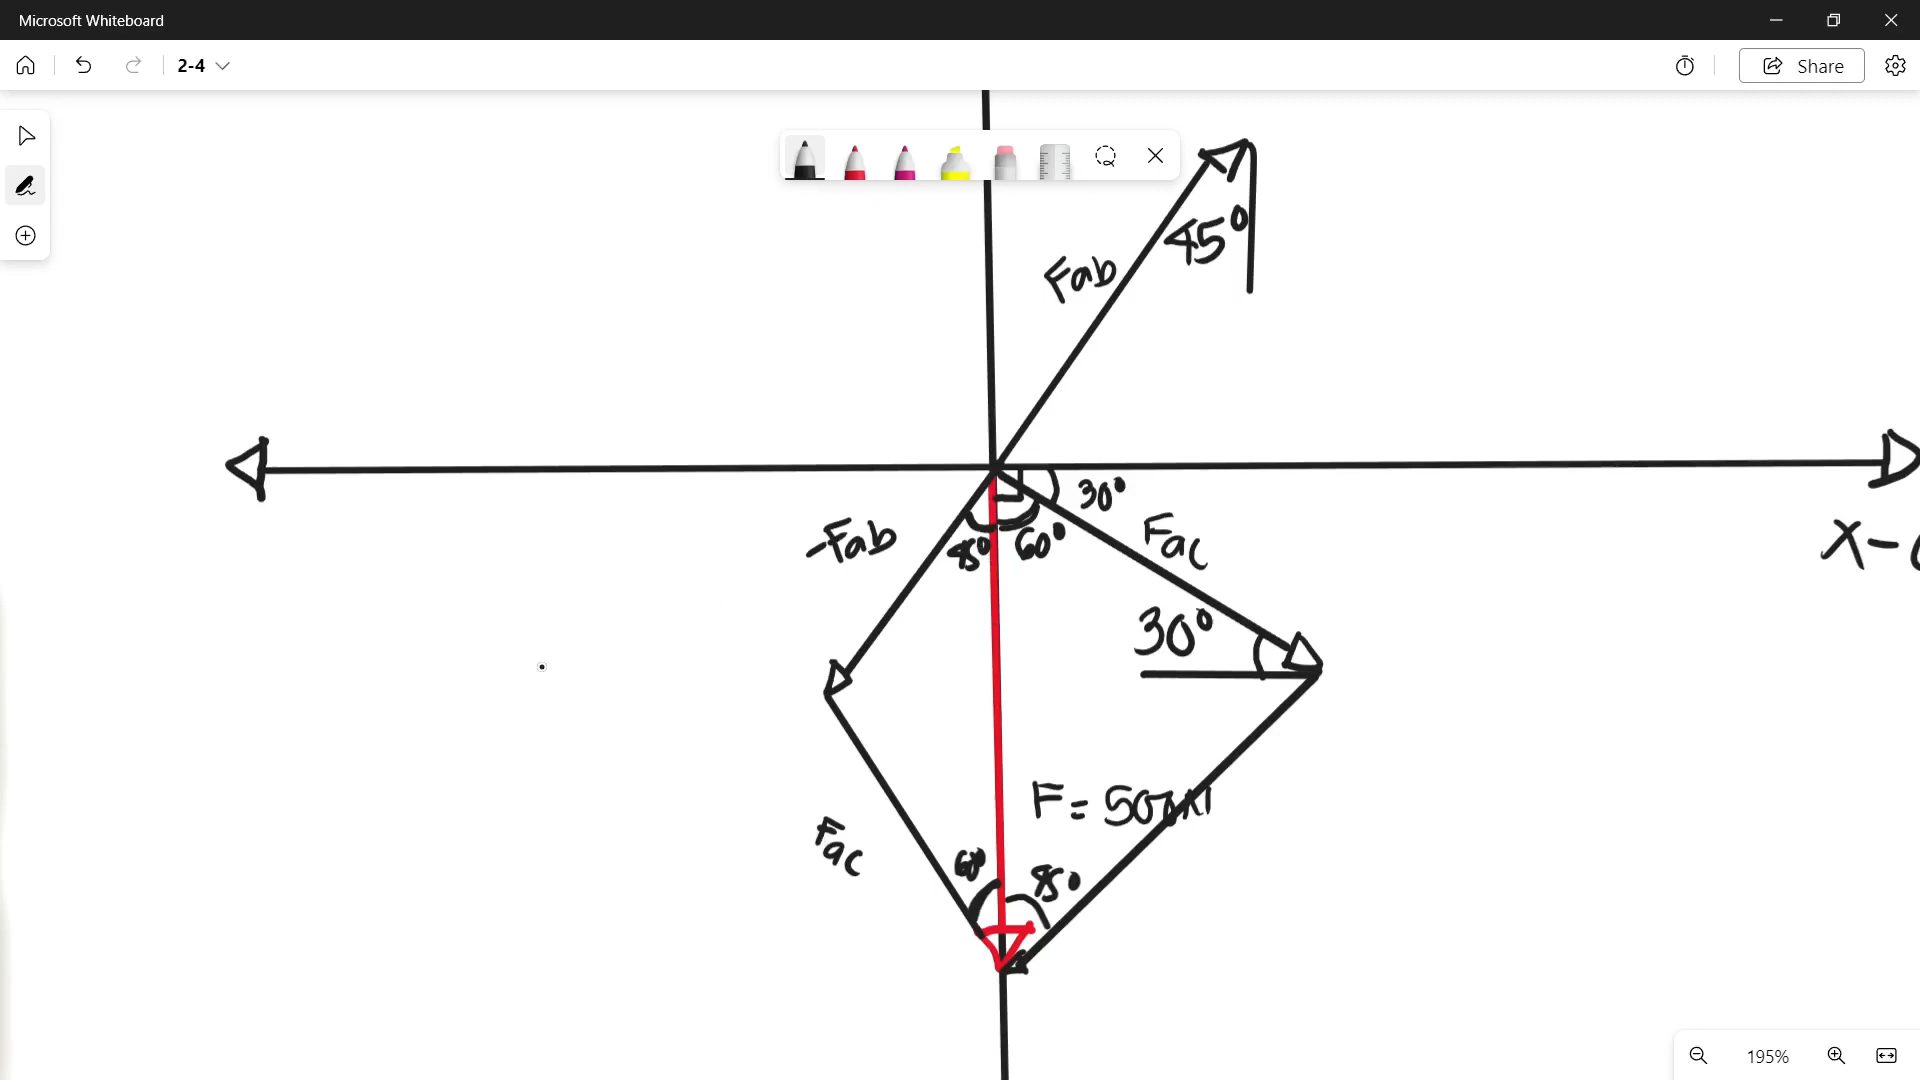 Microsoft Whiteboard
2-4
Share
45°
Fab
30°
-Fab
45°
60°
Fac
X-
30°
F = 500N
Fac
60°
45°
195%